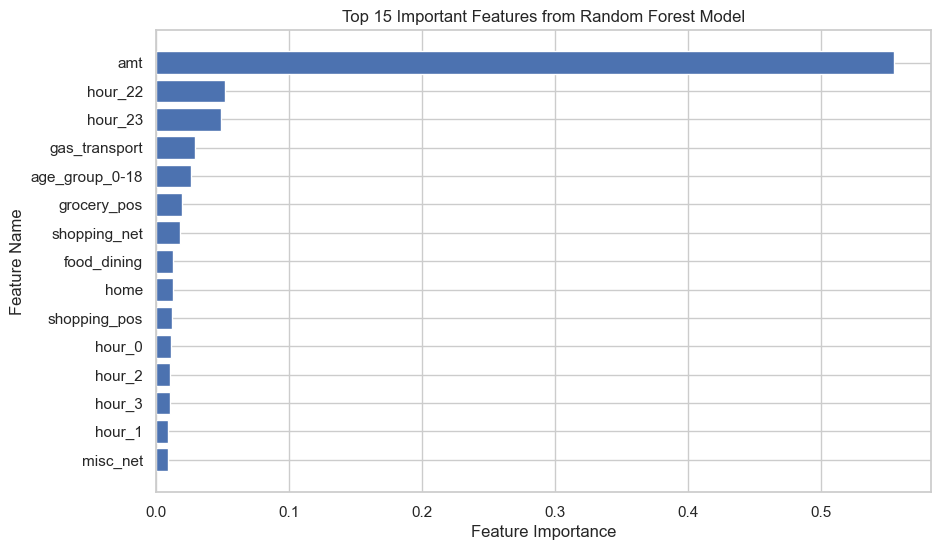 Top 15 Important Features from Random Forest Model
Feature Name
amt
hour_22
hour_23
gas_transport
age_group_0-18
grocery_pos
shopping_net
food_dining
home
shopping_pos
hour_0
hour_2
hour_3
hour_1
misc_net
0.0 0.1 0.2 0.3 0.4 0.5
Feature Importance